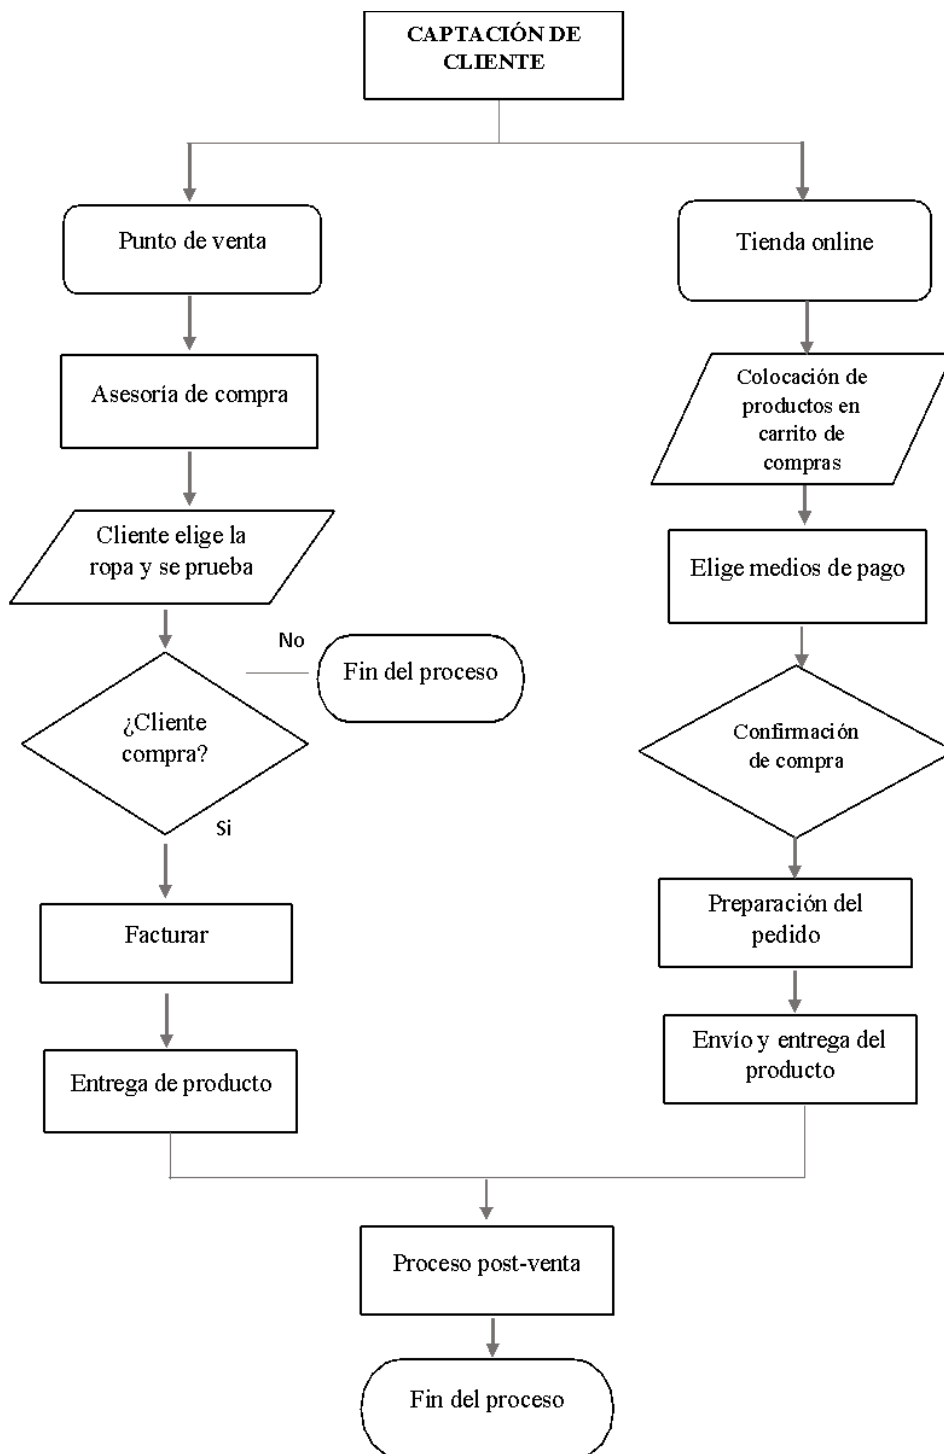 CAPTACIÓN DE
CLIENTE
Punto de venta
Asesoría de compra
Cliente elige la
ropa y se prueba
No
Fin del proceso
¿Cliente
compra?
Si
Facturar
Entrega de producto
Tienda online
Colocación de
productos en
carrito de
compras
Elige medios de pago
Confirmación
de compra
Preparación del
pedido
Envío y entrega del
producto
Proceso post-venta
Fin del proceso